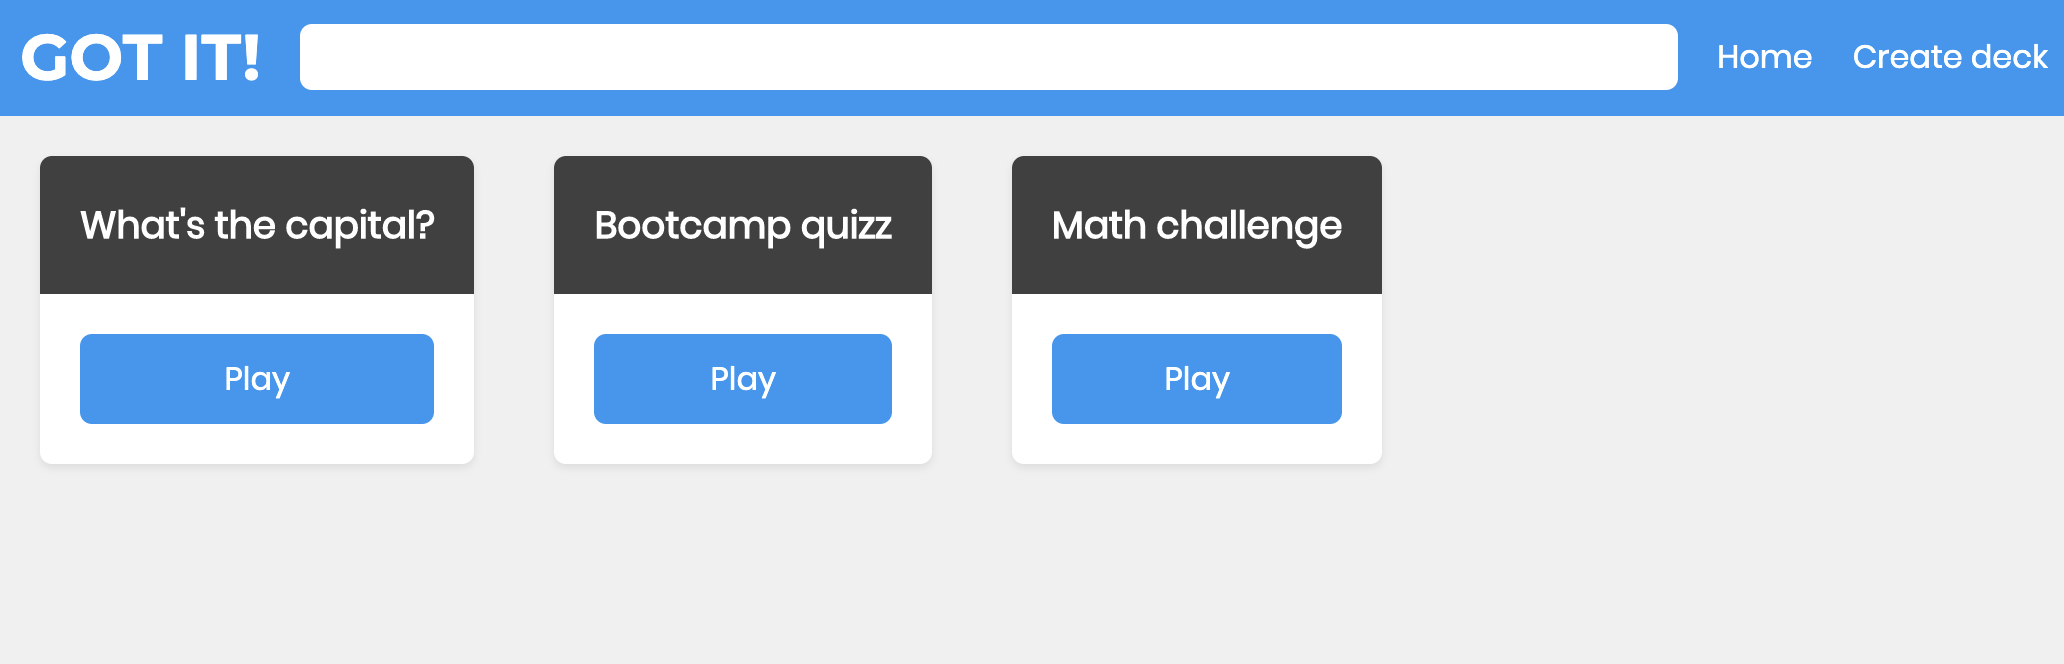 GOT IT!
Home
Create deck
What's the capital?
Bootcamp quizz
Math challenge
Play
Play
Play